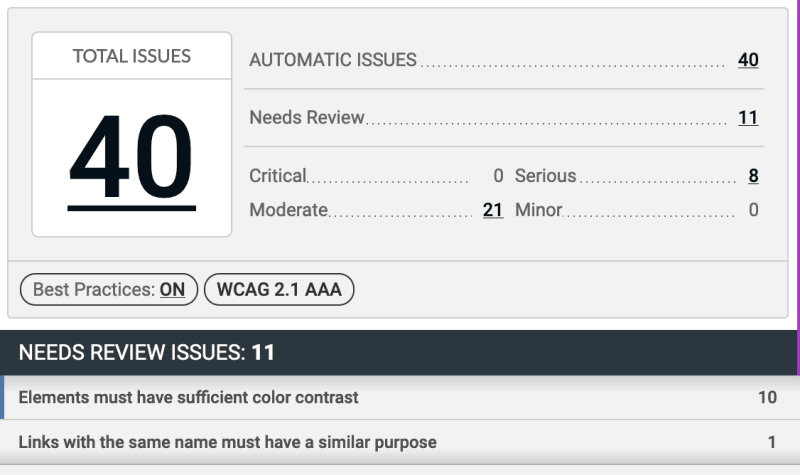 TOTAL ISSUES
40
AUTOMATIC ISSUES 40
Needs Review 11
Critical 0 Serious 8
Moderate 21 Minor 0
Best Practices: ON WCAG 2.1 AAA
NEEDS REVIEW ISSUES: 11
Elements must have sufficient color contrast 10
Links with the same name must have a similar purpose 1